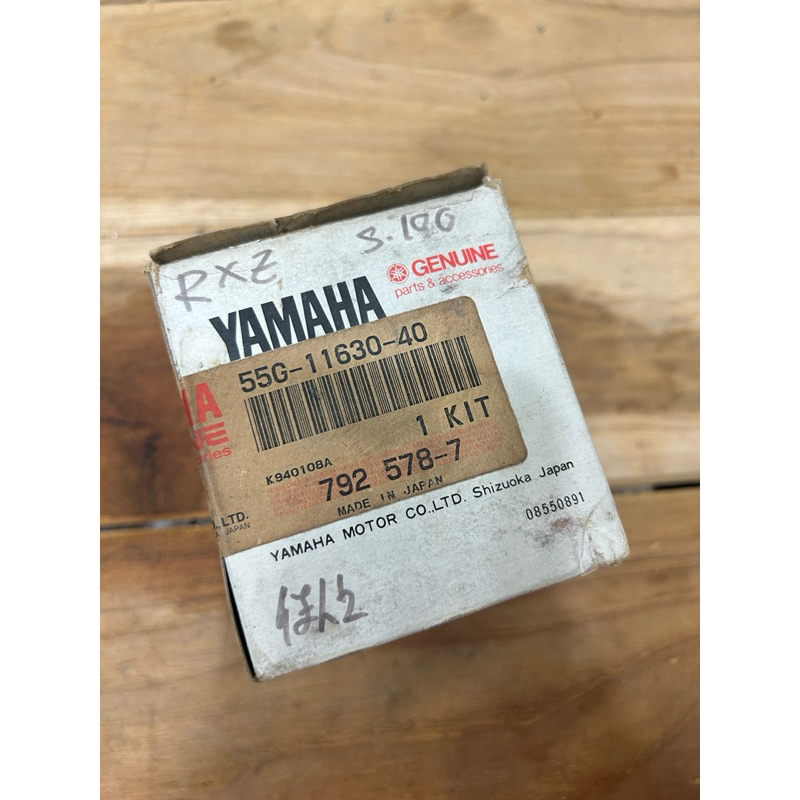 RXZ S.100
GENUINE
parts & accessories
YAMAHA
55G-11630-40
1 KIT
K940108A
792 578-7
MADE IN JAPAN
YAMAHA MOTOR CO.,LTD. Shizuoka Japan
08550891